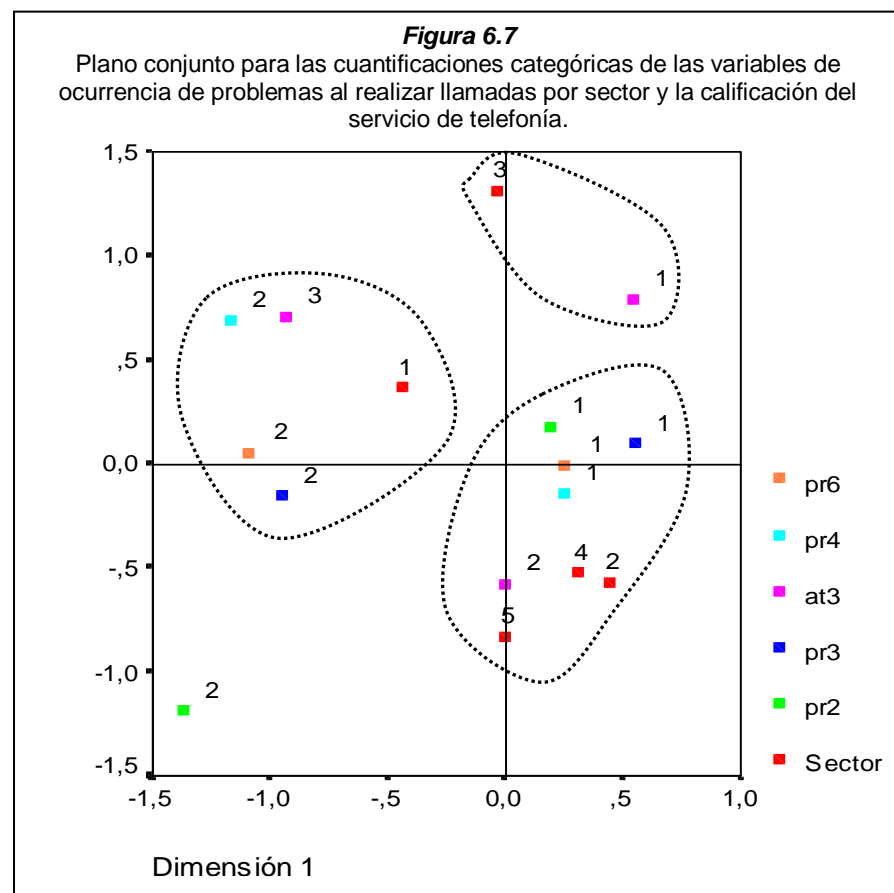 Figura 6.7
Plano conjunto para las cuantificaciones categóricas de las variables de
ocurrencia de problemas al realizar llamadas por sector y la calificación del
servicio de telefonía.
1,5
3
1,0
2 3
1
,5
1
1 1
2
1
0,0
2
1
pr6
-,5
2 4 2
pr4
5
at3
-1,0
pr3
2
pr2
-1,5
Sector
-1,5 -1,0 -,5 0,0 ,5 1,0
Dimensión 1